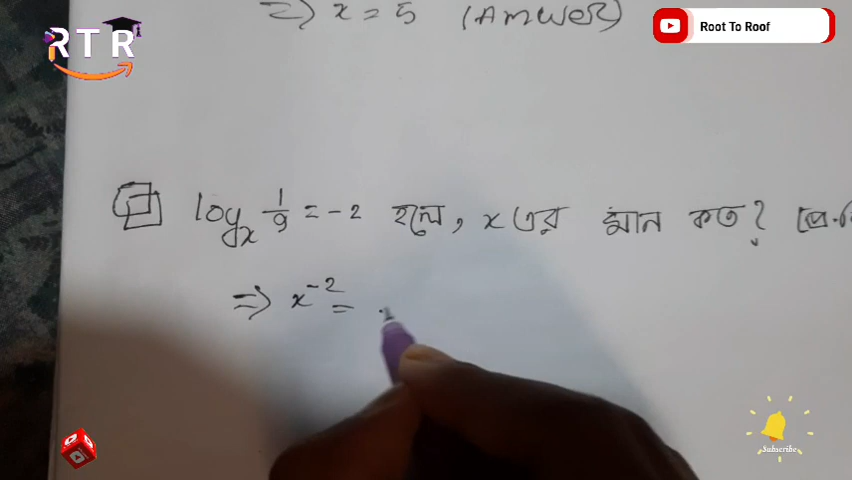 => x = 5 (Answer)
RTR
Root To Roof
log_x 1/9 = -2 হলে, x এর মান কত?
=> x^-2 =
Subscribe